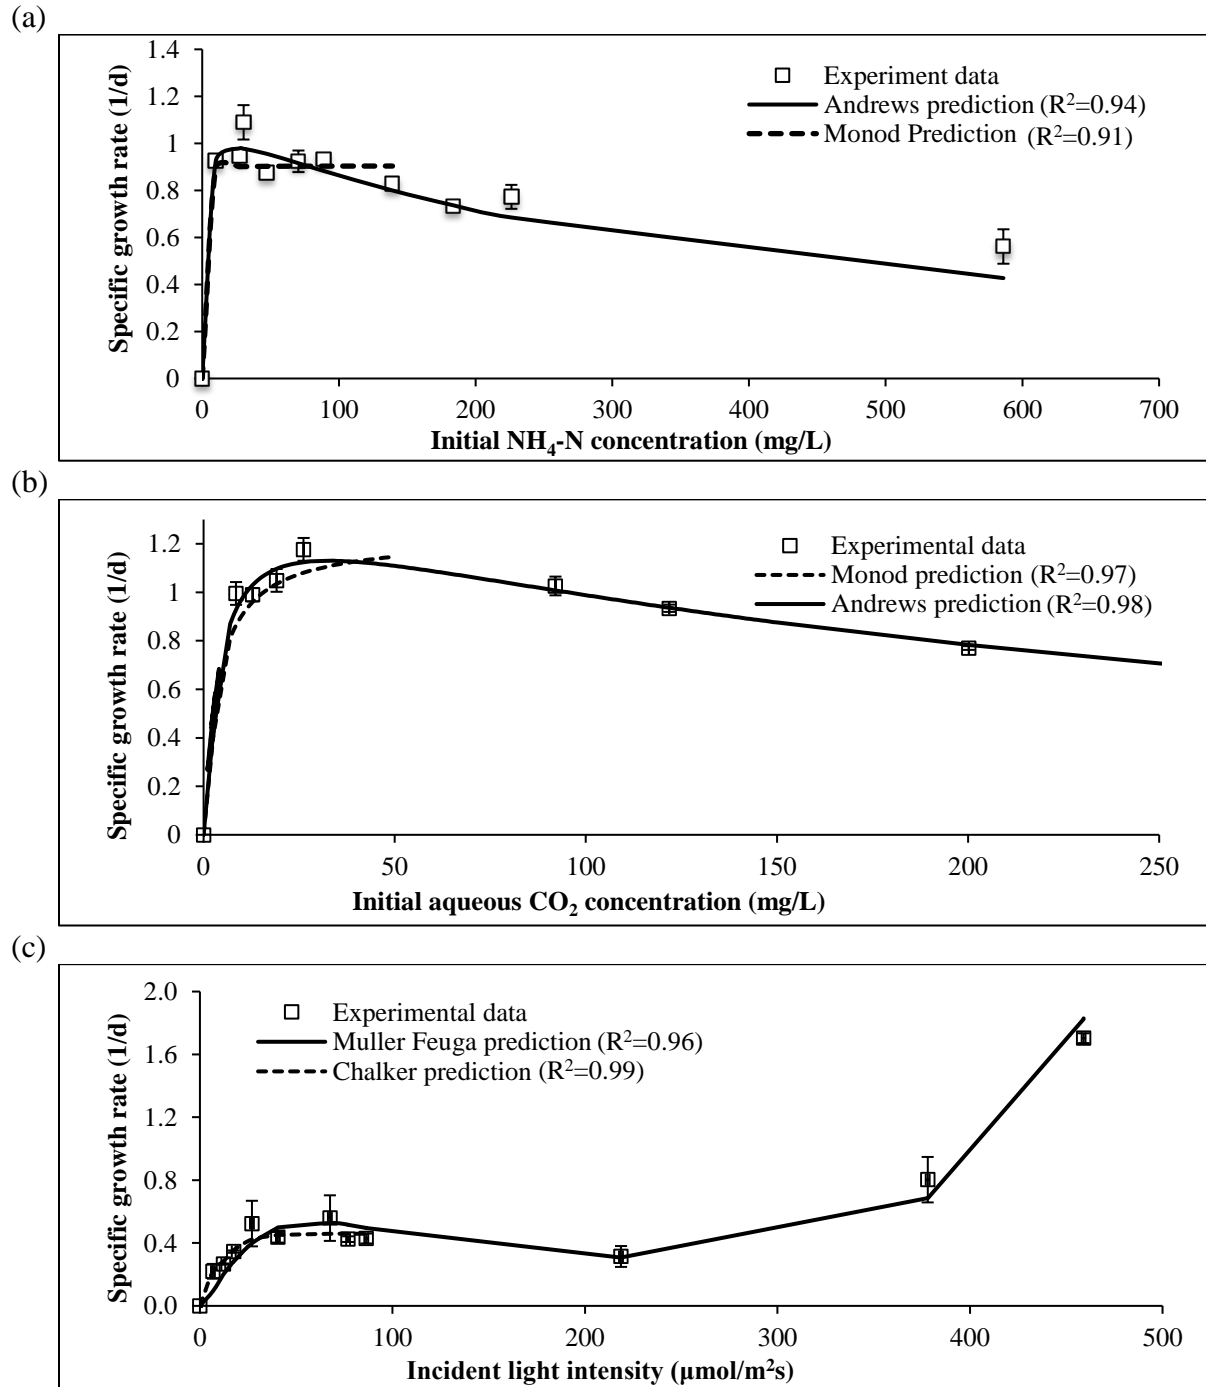 (a)
Specific growth rate (1/d)
1.4
1.2
1
0.8
0.6
0.4
0.2
0
Experiment data
Andrews prediction (R²=0.94)
Monod Prediction (R²=0.91)
0 100 200 300 400 500 600 700
Initial NH₄-N concentration (mg/L)
(b)
Specific growth rate (1/d)
1.2
1
0.8
0.6
0.4
0.2
0
Experimental data
Monod prediction (R²=0.97)
Andrews prediction (R²=0.98)
0 50 100 150 200 250
Initial aqueous CO₂ concentration (mg/L)
(c)
Specific growth rate (1/d)
2.0
1.6
1.2
0.8
0.4
0.0
Experimental data
Muller Feuga prediction (R²=0.96)
Chalker prediction (R²=0.99)
0 100 200 300 400 500
Incident light intensity (µmol/m²s)